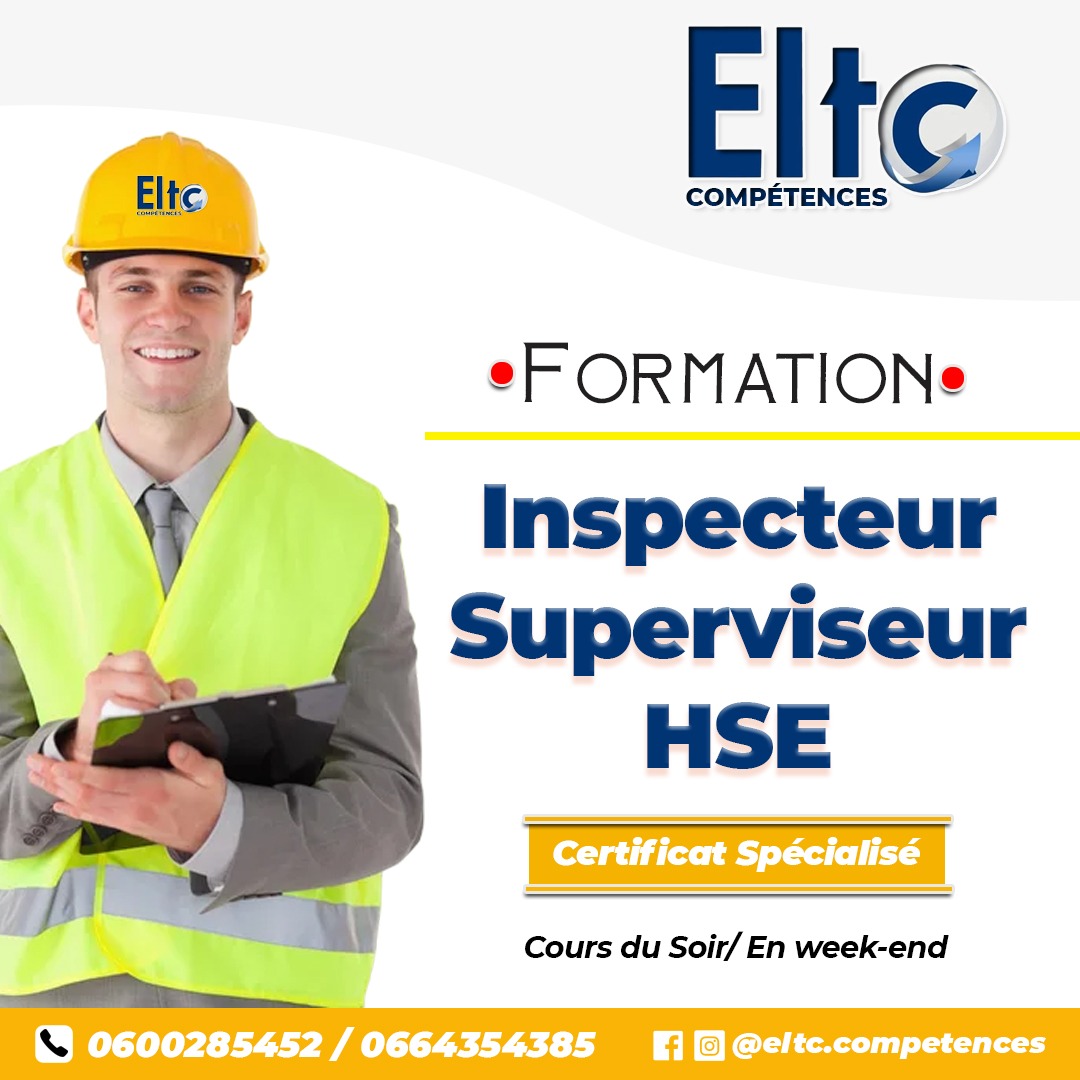 Eltc
COMPÉTENCES
Eltc
COMPÉTENCES
•FORMATION•
Inspecteur
Superviseur
HSE
Certificat Spécialisé
Cours du Soir/ En week-end
0600285452 / 0664354385
@eltc.competences